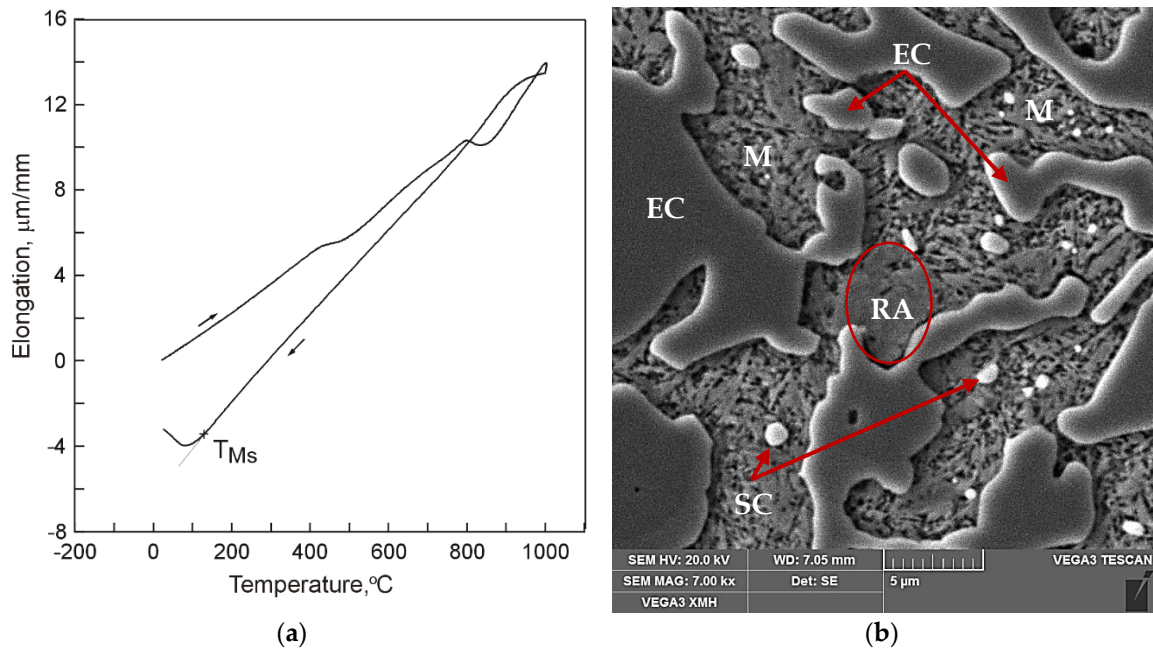 16
12
8
4
0
-4
-8
Elongation, μm/mm
TMs
-200 0 200 400 600 800 1000
Temperature,ºC
(a)
EC
M
M
EC
RA
SC
SEM HV: 20.0 kV WD: 7.05 mm VEGA3 TESCAN
SEM MAG: 7.00 kx Det: SE 5 μm
VEGA3 XMH
(b)